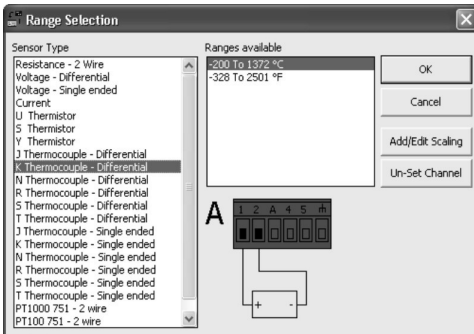 Range Selection
Sensor Type
Resistance - 2 Wire
Voltage - Differential
Voltage - Single ended
Current
U Thermistor
S Thermistor
Y Thermistor
J Thermocouple - Differential
K Thermocouple - Differential
N Thermocouple - Differential
R Thermocouple - Differential
S Thermocouple - Differential
T Thermocouple - Differential
J Thermocouple - Single ended
K Thermocouple - Single ended
N Thermocouple - Single ended
R Thermocouple - Single ended
S Thermocouple - Single ended
T Thermocouple - Single ended
PT1000 751 - 2 wire
PT100 751 - 2 wire
Ranges available
-200 To 1372 °C
-328 To 2501 °F
OK
Cancel
Add/Edit Scaling
Un-Set Channel
A
1 2 A 4 5
+ -